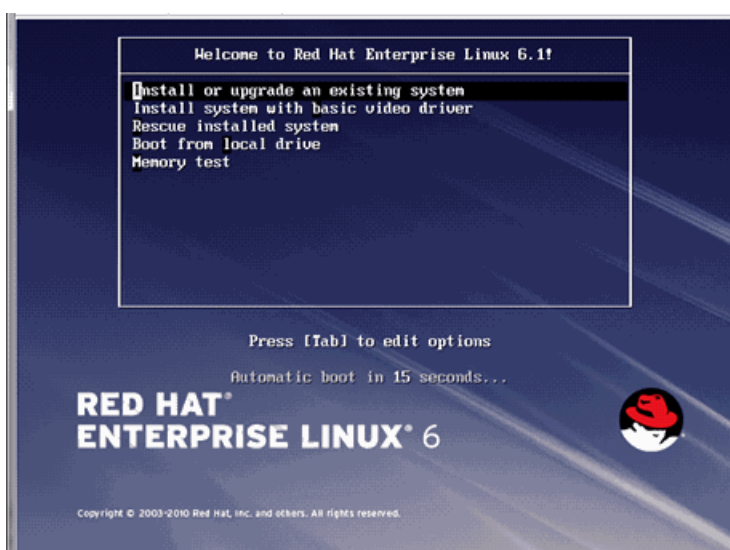 Welcome to Red Hat Enterprise Linux 6.1!
Install or upgrade an existing system
Install system with basic video driver
Rescue installed system
Boot from local drive
Memory test
Press [Tab] to edit options
Automatic boot in 15 seconds...
RED HAT®
ENTERPRISE LINUX® 6
Copyright © 2003-2010 Red Hat, Inc. and others. All rights reserved.